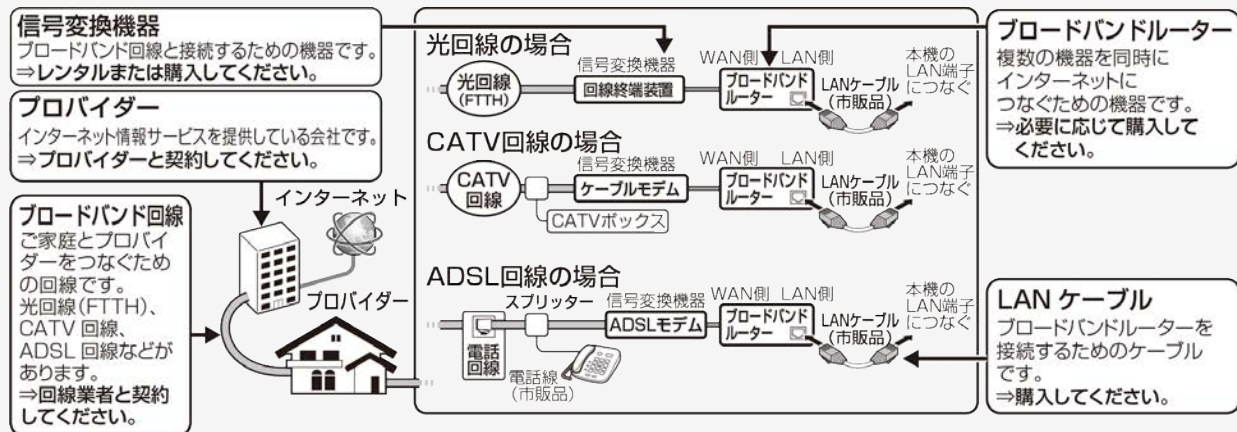 信号変換機器
ブロードバンド回線と接続するための機器です。
⇒レンタルまたは購入してください。
プロバイダー
インターネット情報サービスを提供している会社です。
⇒プロバイダーと契約してください。
ブロードバンド回線
ご家庭とプロバイ
ダーをつなぐため
の回線です。
光回線(FTTH)、
CATV 回線、
ADSL 回線などが
あります。
⇒回線業者と契約
してください。
インターネット
プロバイダー
光回線の場合
光回線
(FTTH)
信号変換機器
回線終端装置
WAN側 LAN側
ブロードバンド
ルーター
LANケーブル
(市販品)
本機の
LAN端子
につなぐ
CATV回線の場合
CATV
回線
CATVボックス
信号変換機器
ケーブルモデム
WAN側 LAN側
ブロードバンド
ルーター
LANケーブル
(市販品)
本機の
LAN端子
につなぐ
ADSL回線の場合
電話
回線
スプリッター
電話線
(市販品)
信号変換機器
ADSLモデム
WAN側 LAN側
ブロードバンド
ルーター
LANケーブル
(市販品)
本機の
LAN端子
につなぐ
ブロードバンドルーター
複数の機器を同時に
インターネットに
つなぐための機器です。
⇒必要に応じて購入して
ください。
LAN ケーブル
ブロードバンドルーターを
接続するためのケーブル
です。
⇒購入してください。